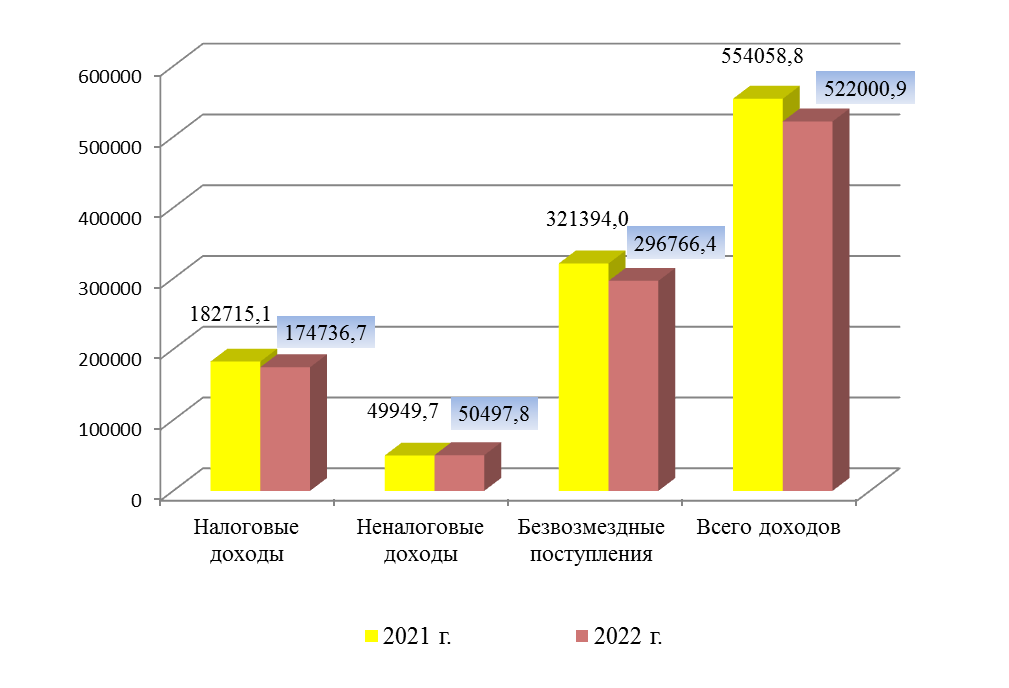 554058,8
600000
522000,9
500000
400000
321394,0
296766,4
300000
182715,1
174736,7
200000
49949,7
50497,8
100000
0
Налоговые
доходы
Неналоговые
доходы
Безвозмездные
поступления
Всего доходов
2021 г.
2022 г.